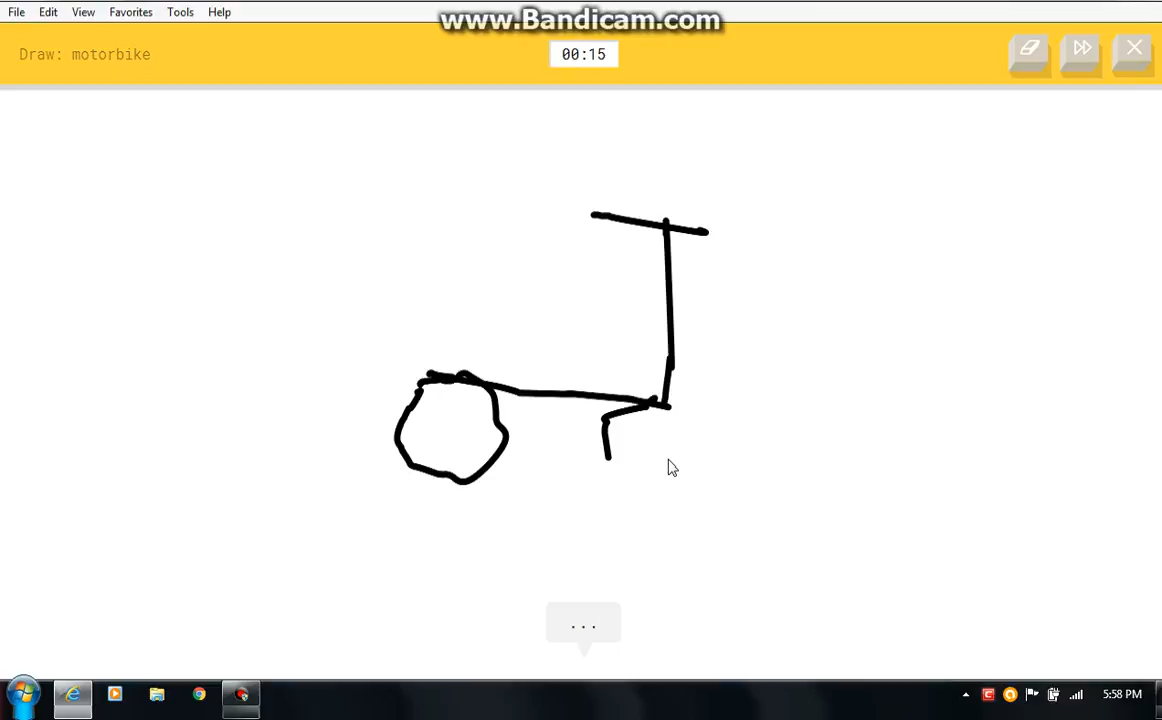 File Edit View Favorites Tools Help
www.Bandicam.com
Draw: motorbike
00:15
...
5:58 PM